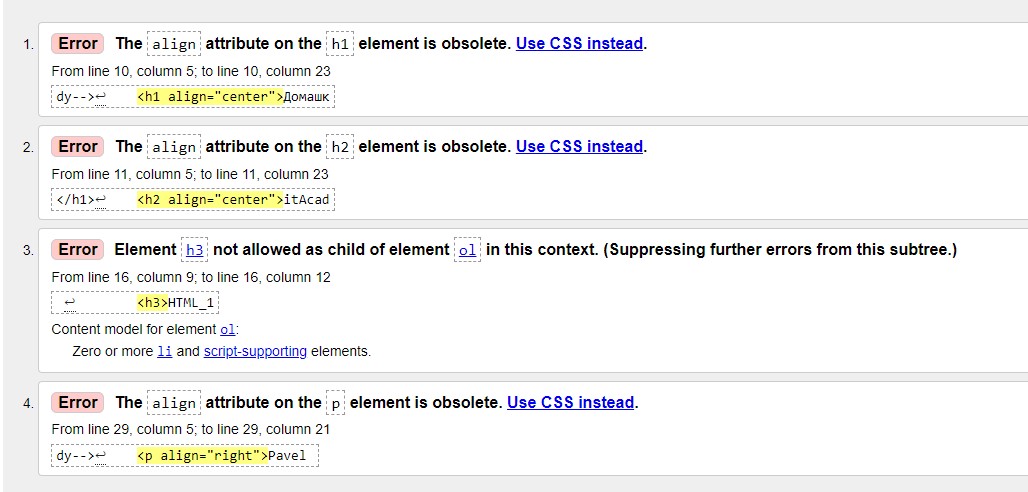 1. Error The align attribute on the h1 element is obsolete. Use CSS instead.
From line 10, column 5; to line 10, column 23
dy-->↩ <h1 align="center">Домашк
2. Error The align attribute on the h2 element is obsolete. Use CSS instead.
From line 11, column 5; to line 11, column 23
</h1>↩ <h2 align="center">itAcad
3. Error Element h3 not allowed as child of element ol in this context. (Suppressing further errors from this subtree.)
From line 16, column 9; to line 16, column 12
↩ <h3>HTML_1
Content model for element ol:
Zero or more li and script-supporting elements.
4. Error The align attribute on the p element is obsolete. Use CSS instead.
From line 29, column 5; to line 29, column 21
dy-->↩ <p align="right">Pavel